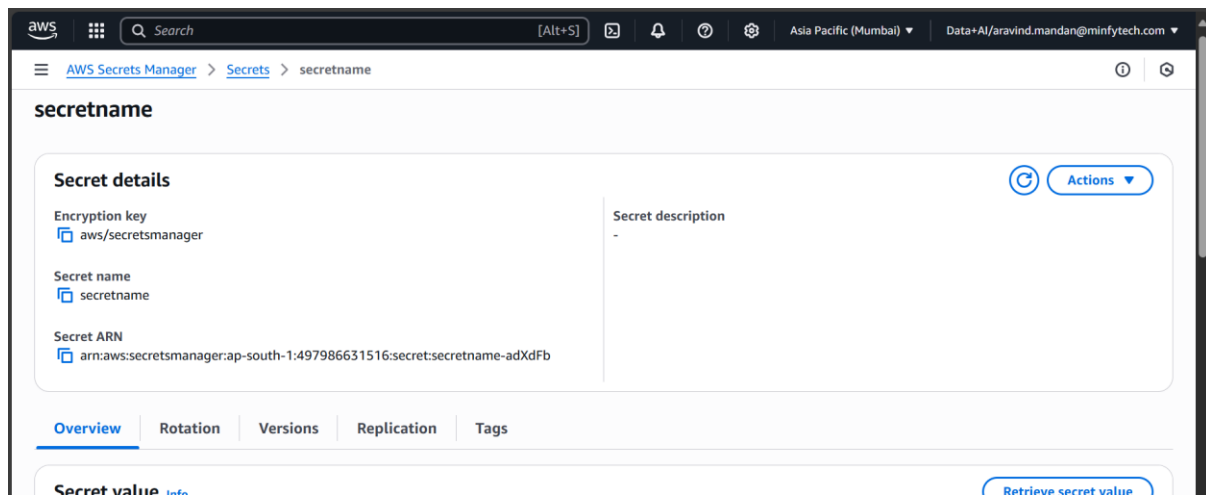 aws
Search [Alt+S] Asia Pacific (Mumbai) ▼ Data+AI/aravind.mandan@minfytech.com ▼
AWS Secrets Manager > Secrets > secretname
secretname
Secret details
Actions ▼
Encryption key
aws/secretsmanager
Secret description
-
Secret name
secretname
Secret ARN
arn:aws:secretsmanager:ap-south-1:497986631516:secret:secretname-adXdFb
Overview Rotation Versions Replication Tags
Secret value Info
Retrieve secret value